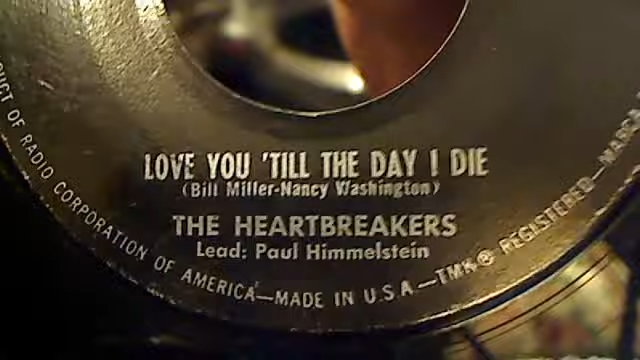 LOVE YOU 'TILL THE DAY I DIE
(Bill Miller-Nancy Washington)
THE HEARTBREAKERS
Lead: Paul Himmelstein
OF RADIO CORPORATION OF AMERICA—MADE IN U.S.A—TMK ® REGISTERED—